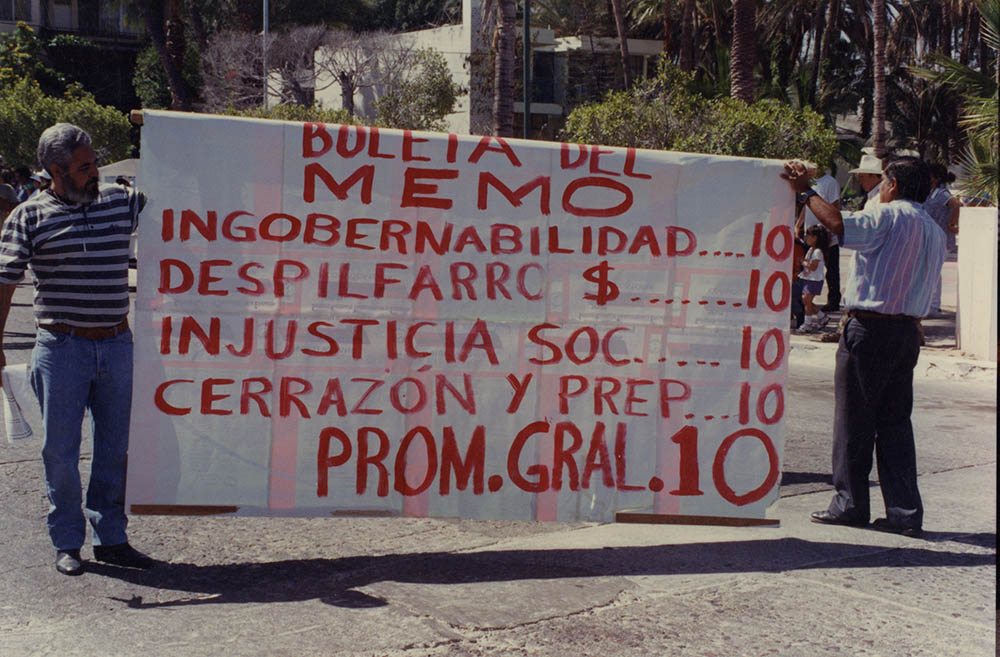 BOLETA DEL
MEMO
INGOBERNABILIDAD....10
DESPILFARRO $.......10
INJUSTICIA SOC......10
CERRAZÓN Y PREP...10
PROM.GRAL.10